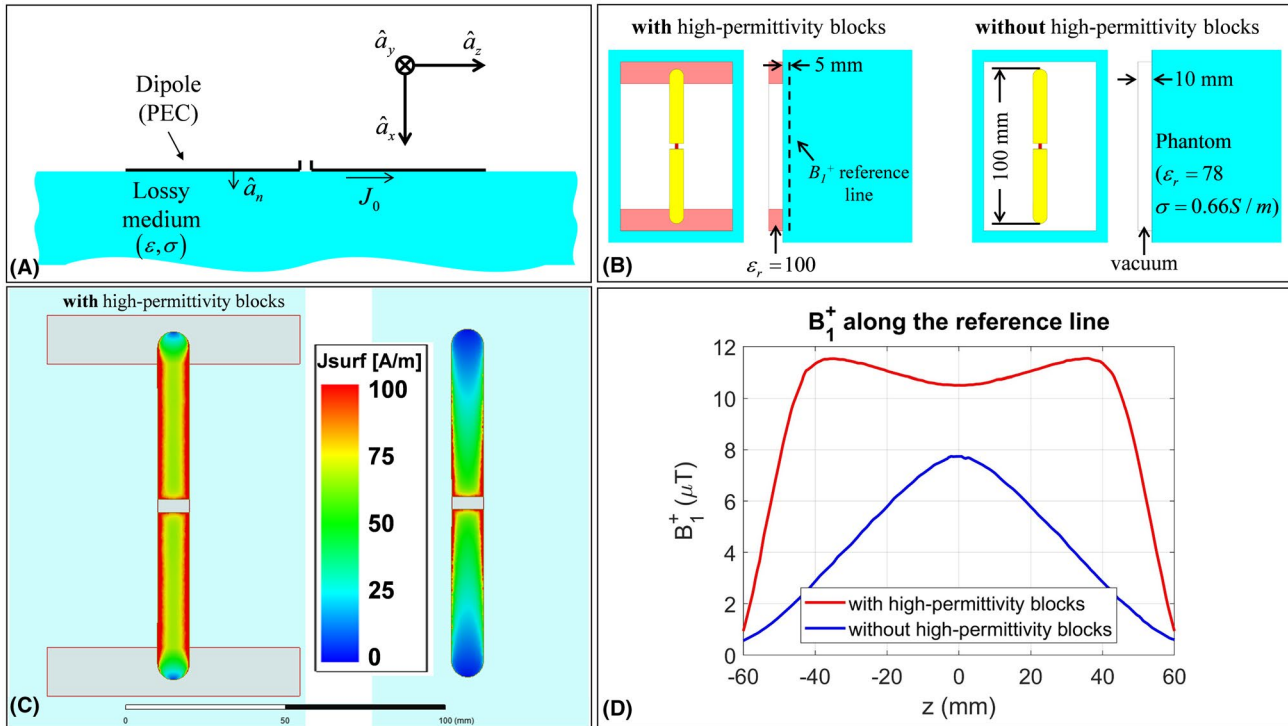 (A)
â_y
â_z
â_x
Dipole
(PEC)
â_n
J_0
Lossy
medium
(ε,σ)
(B)
with high-permittivity blocks
without high-permittivity blocks
5 mm
B_1^+ reference
line
ε_r = 100
100 mm
10 mm
Phantom
(ε_r = 78
σ = 0.66S / m)
vacuum
(C)
with high-permittivity blocks
Jsurf [A/m]
100
75
50
25
0
0
50
100 (mm)
(D)
B_1^+ along the reference line
B_1^+ (μT)
12
10
8
6
4
2
0
with high-permittivity blocks
without high-permittivity blocks
-60 -40 -20 0 20 40 60
z (mm)